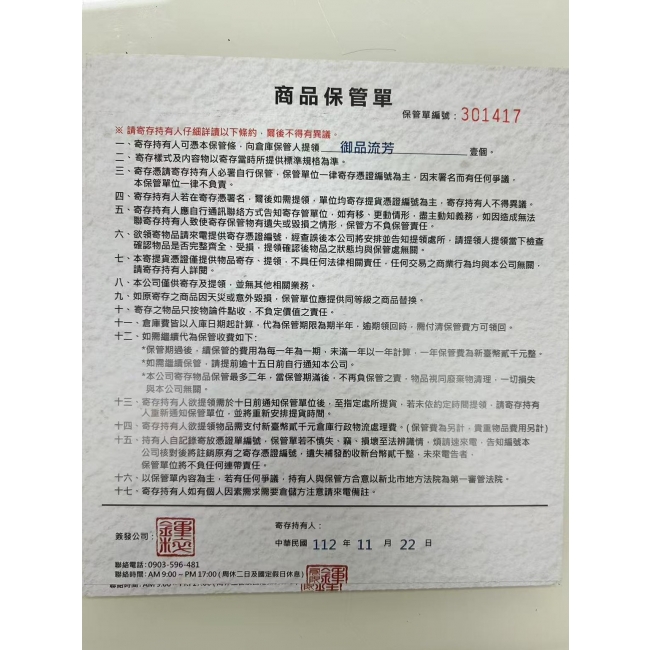 商品保管單
保管單編號：301417
※ 請寄存持有人仔細詳讀以下條約，爾後不得有異議。
一、寄存持有人可憑本保管條，向倉庫保管人提領 御品流芳 壹個。
二、寄存樣式及內容物以寄存當時所提供標準規格為準。
三、寄存憑請寄存持有人必署自行保管，保管單位一律寄存憑證編號為主，因未署名而有任何爭議，
本保管單位一律不負責。
四、寄存持有人若在寄存憑署名，爾後如需提領，單位均寄存提貨憑證編號為主，寄存持有人不得異議。
五、寄存持有人應自行通訊聯絡方式告知寄存管單位，如有移、更動情形，盡主動知義務，如因造成無法
聯寄存持有人致使寄存保管物有遺失或毀損之情形，保管方不負保管責任。
六、欲領寄物品請來電提供寄存憑證編號，經查誤後本公司將安排並告知提領處所，請提領人提領當下檢查
確認物品是否完整齊全、受損，提領確認後物品之狀態均與保管處無關。
七、本寄提貨憑證僅提供物品寄存、提領，不具任何法律相關責任，任何交易之商業行為均與本公司無關，
請寄存持有人詳閱。
八、本公司僅供寄存及提領，並無其他相關業務。
九、如原寄存之商品因天災或意外毀損，保管單位應提供同等級之商品替換。
十、寄存之物品只按物論件點收，不負定價值之責任。
十一、倉庫費皆以入庫日期起計算，代為保管期限為期半年，逾期領回時，需付清保管費方可領回。
十二、如需繼續代為保管收費如下：
*保管期過後，續保管的費用為每一年為一期，未滿一年以一年計算，一年保管費為新臺幣貳千元整。
*如需繼續保管，請提前逾十五日前自行通知本公司。
*本公司寄存物品保管最多二年，當保管期滿後，不再負保管之責，物品視同廢棄物清理，一切損失
與本公司無關。
十三、寄存持有人欲提領需於十日前通知保管單位後，至指定處所提貨，若未依約定時間提領，請寄存持有
人重新通知保管單位，並將重新安排提貨時間。
十四、寄存持有人欲提領物品需支付新臺幣貳千元倉庫行政物流處理費。(保管費為另計，貴重物品費用另計)
十五、持有人自記錄寄放憑證單編號，保管單若不慎失、竊、損壞至法辨識情，煩請速來電，告知編號本
公司核對後將註銷原有之寄存憑證編號，遺失補發酌收新台幣貳千整，未來電告者，
保管單位將不負任何連帶責任。
十六、以保管單內容為主，若有任何爭議，持有人與保管方合意以新北市地方法院為第一審管法院。
十七、寄存持有人如有個人因素需求需要倉儲方注意請來電備註。
簽發公司：
寄存持有人：
中華民國 112 年 11 月 22 日
聯絡電話：0903-596-481
聯絡時間：AM 9:00 ~ PM 17:00 (周休二日及國定假日休息)